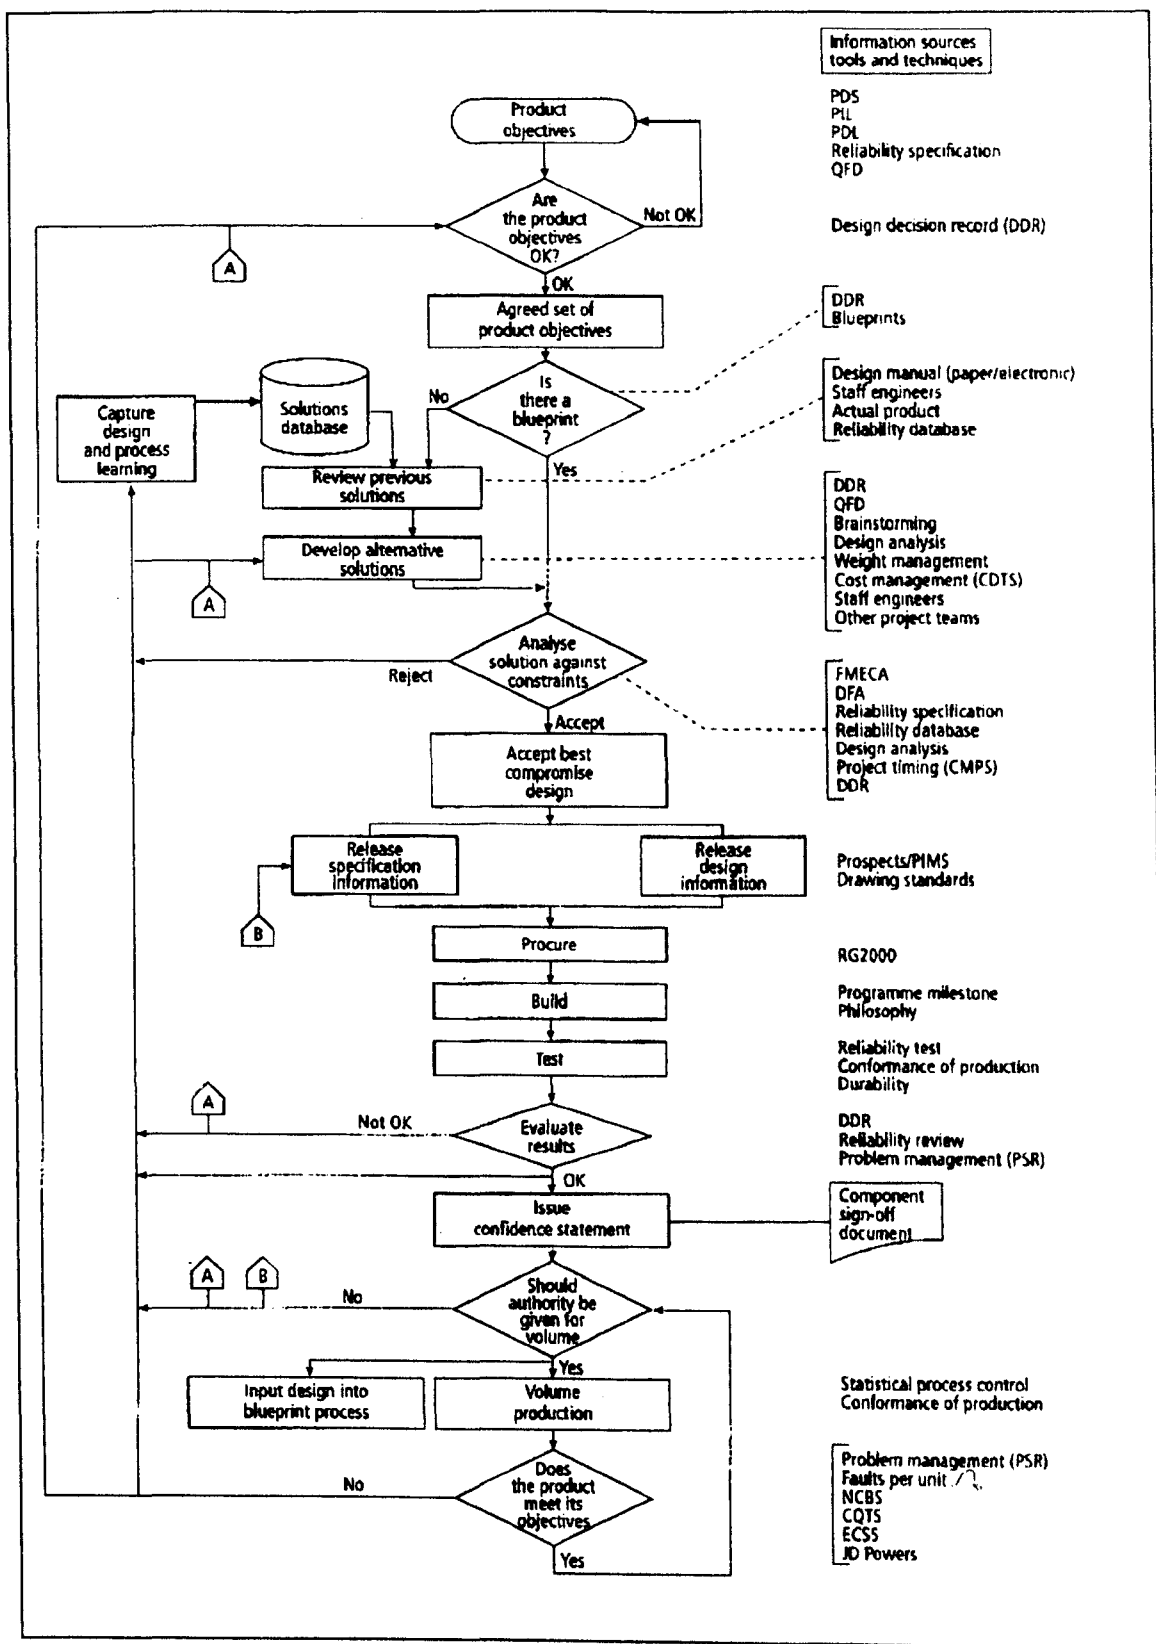 Information sources
tools and techniques
Product
objectives
PDS
PIL
PDL
Reliability specification
QFD
Are
the product
objectives
OK?
Not OK
Design decision record (DDR)
A
OK
Agreed set of
product objectives
DDR
Blueprints
Is
there a
blueprint
?
No
Yes
Capture
design
and process
learning
Solutions
database
Design manual (paper/electronic)
Staff engineers
Actual product
Reliability database
Review previous
solutions
Develop alternative
solutions
A
DDR
QFD
Brainstorming
Design analysis
Weight management
Cost management (CDTS)
Staff engineers
Other project teams
Analyse
solution against
constraints
Reject
Accept
FMECA
DFA
Reliability specification
Reliability database
Design analysis
Project timing (CMPS)
DDR
Accept best
compromise
design
Release
specification
information
Release
design
information
Prospects/PIMS
Drawing standards
B
Procure
RG2000
Build
Programme milestone
Philosophy
Test
Reliability test
Conformance of production
Durability
A
Not OK
Evaluate
results
DDR
Reliability review
Problem management (PSR)
OK
Issue
confidence statement
Component
sign-off
document
A
B
No
Should
authority be
given for
volume
Yes
Input design into
blueprint process
Volume
production
Statistical process control
Conformance of production
No
Does
the product
meet its
objectives
Yes
Problem management (PSR)
Faults per unit
NCBS
CQTS
ECSS
JD Powers